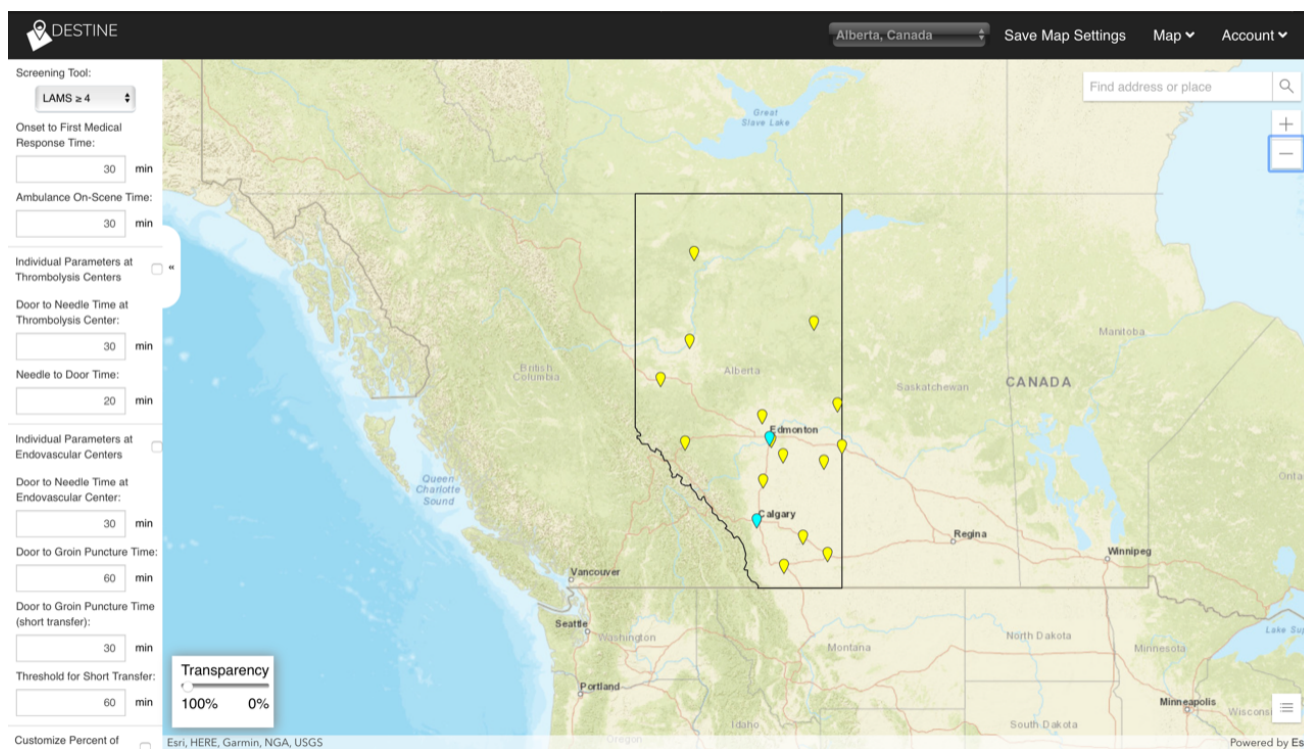 DESTINE
Alberta, Canada
Save Map Settings
Map
Account
Screening Tool:
LAMS ≥ 4
Onset to First Medical
Response Time:
30 min
Ambulance On-Scene Time:
30 min
Individual Parameters at
Thrombolysis Centers
«
Door to Needle Time at
Thrombolysis Center:
30 min
Needle to Door Time:
20 min
Individual Parameters at
Endovascular Centers
Door to Needle Time at
Endovascular Center:
30 min
Door to Groin Puncture Time:
60 min
Door to Groin Puncture Time
(short transfer):
30 min
Threshold for Short Transfer:
60 min
Customize Percent of
Find address or place
+
−
Great
Slave Lake
Manitoba
British
Columbia
Alberta
Saskatchewan
CANADA
Edmonton
Queen
Charlotte
Sound
Calgary
Regina
Winnipeg
Vancouver
Seattle
Washington
Montana
North Dakota
Minnesota
Portland
Minneapolis
Idaho
South Dakota
Oregon
Transparency
100% 0%
Esri, HERE, Garmin, NGA, USGS
Powered by Es